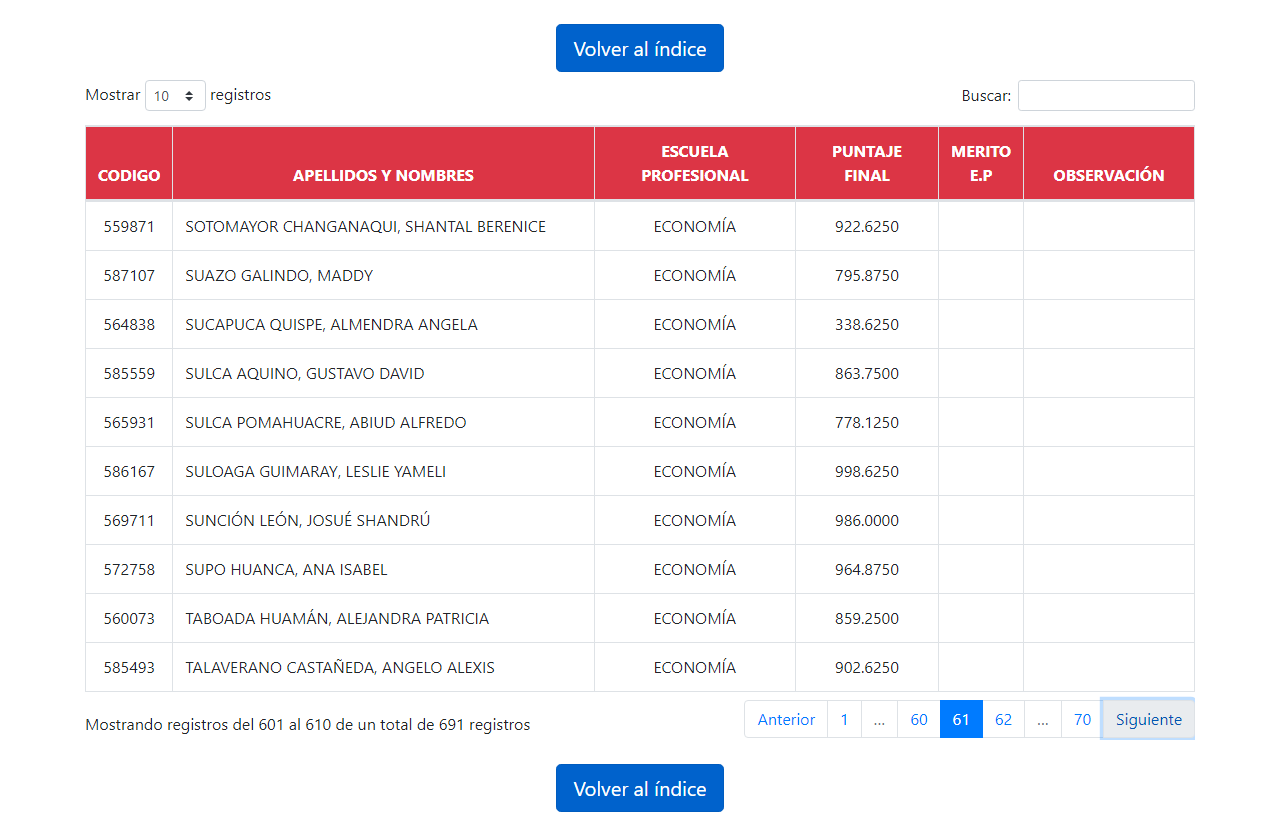 Volver al índice
Mostrar 10 registros Buscar:
CODIGO APELLIDOS Y NOMBRES ESCUELA PROFESIONAL PUNTAJE FINAL MERITO E.P OBSERVACIÓN
559871 SOTOMAYOR CHANGANAQUI, SHANTAL BERENICE ECONOMÍA 922.6250
587107 SUAZO GALINDO, MADDY ECONOMÍA 795.8750
564838 SUCAPUCA QUISPE, ALMENDRA ANGELA ECONOMÍA 338.6250
585559 SULCA AQUINO, GUSTAVO DAVID ECONOMÍA 863.7500
565931 SULCA POMAHUACRE, ABIUD ALFREDO ECONOMÍA 778.1250
586167 SULOAGA GUIMARAY, LESLIE YAMELI ECONOMÍA 998.6250
569711 SUNCIÓN LEÓN, JOSUÉ SHANDRÚ ECONOMÍA 986.0000
572758 SUPO HUANCA, ANA ISABEL ECONOMÍA 964.8750
560073 TABOADA HUAMÁN, ALEJANDRA PATRICIA ECONOMÍA 859.2500
585493 TALAVERANO CASTAÑEDA, ANGELO ALEXIS ECONOMÍA 902.6250
Mostrando registros del 601 al 610 de un total de 691 registros Anterior 1 ... 60 61 62 ... 70 Siguiente
Volver al índice